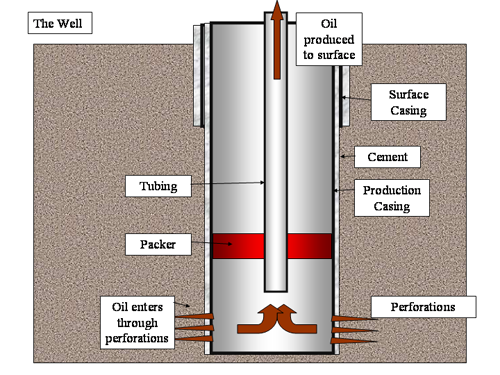 The Well
Oil
produced
to surface
Surface
Casing
Cement
Tubing
Production
Casing
Packer
Oil enters
through
perforations
Perforations